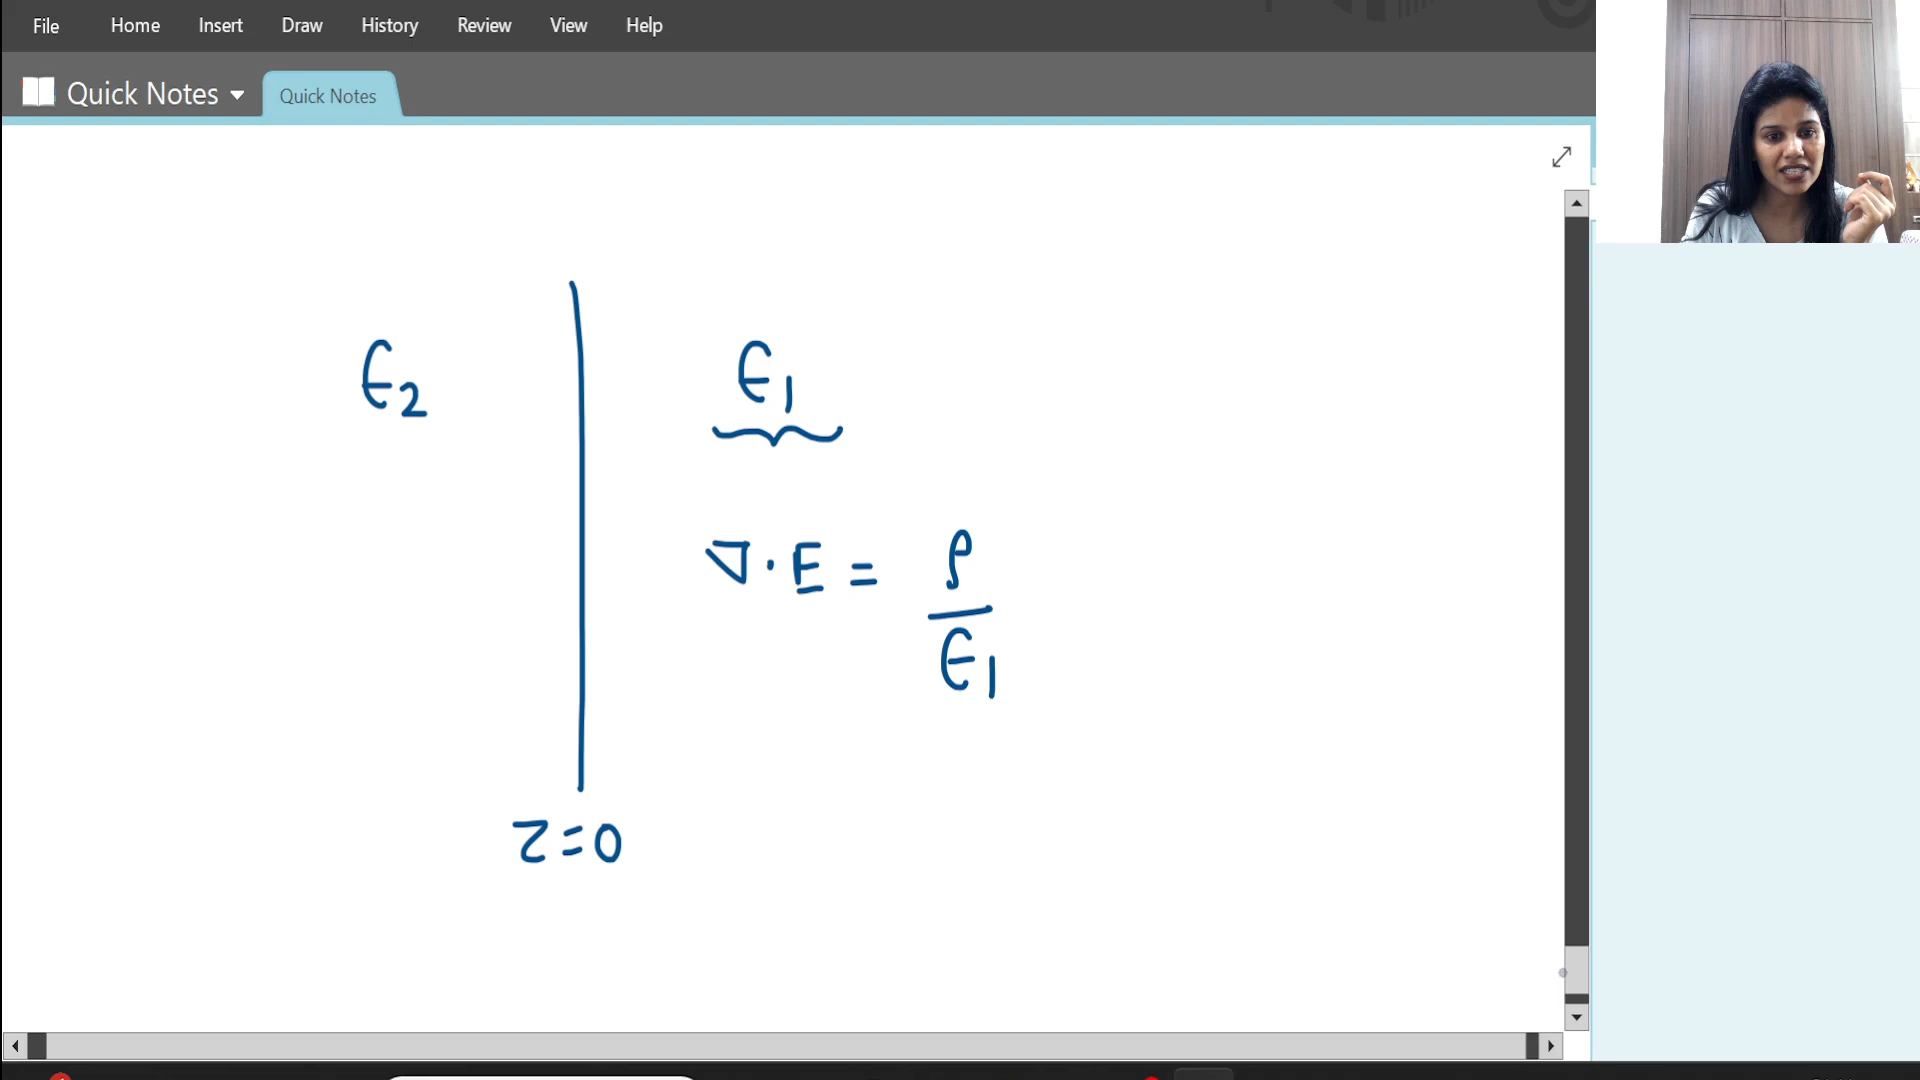 File Home Insert Draw History Review View Help
Quick Notes Quick Notes
ϵ₂ ϵ₁
∇ · E = ρ / ϵ₁
z = 0